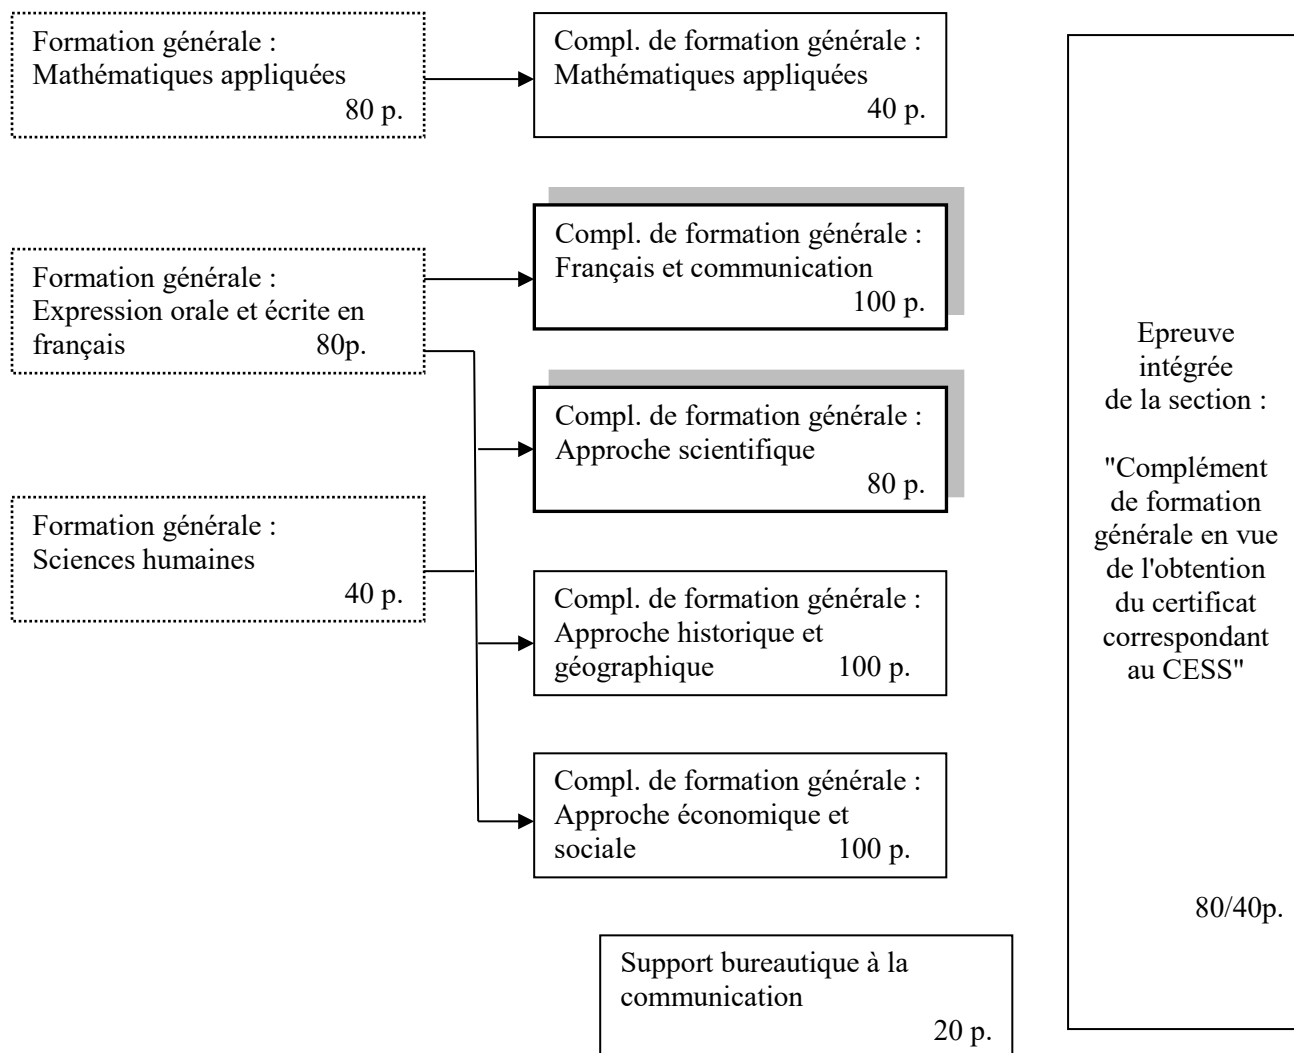 Formation générale :
Mathématiques appliquées
80 p.
Compl. de formation générale :
Mathématiques appliquées
40 p.
Formation générale :
Expression orale et écrite en
français 80p.
Compl. de formation générale :
Français et communication
100 p.
Compl. de formation générale :
Approche scientifique
80 p.
Formation générale :
Sciences humaines
40 p.
Compl. de formation générale :
Approche historique et
géographique 100 p.
Compl. de formation générale :
Approche économique et
sociale 100 p.
Support bureautique à la
communication
20 p.
Epreuve
intégrée
de la section :
"Complément
de formation
générale en vue
de l'obtention
du certificat
correspondant
au CESS"
80/40p.